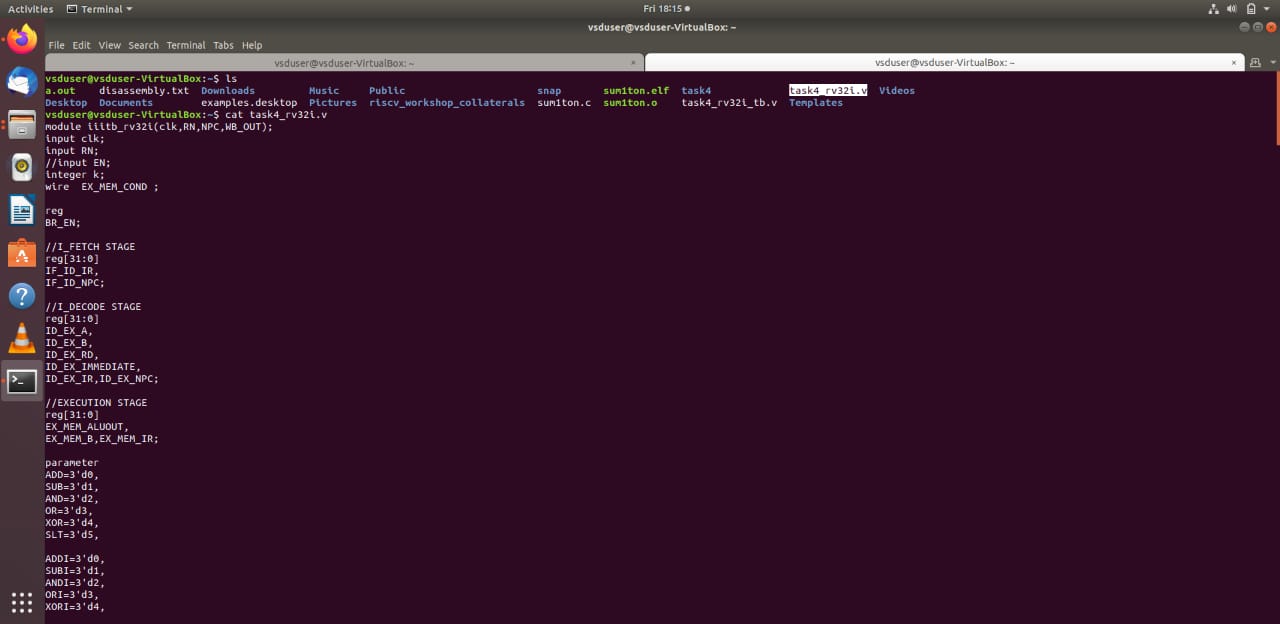 Activities Terminal Fri 18:15
vsduser@vsduser-VirtualBox: ~
File Edit View Search Terminal Tabs Help
vsduser@vsduser-VirtualBox: ~ × vsduser@vsduser-VirtualBox: ~ ×
vsduser@vsduser-VirtualBox:~$ ls
a.out disassembly.txt Downloads Music Public snap sum1ton.elf task4 task4_rv32i.v Videos
Desktop Documents examples.desktop Pictures riscv_workshop_collaterals sum1ton.c sum1ton.o task4_rv32i_tb.v Templates
vsduser@vsduser-VirtualBox:~$ cat task4_rv32i.v
module iiitb_rv32i(clk,RN,NPC,WB_OUT);
input clk;
input RN;
//input EN;
integer k;
wire  EX_MEM_COND ;
reg
BR_EN;
//I_FETCH STAGE
reg[31:0]
IF_ID_IR,
IF_ID_NPC;
//I_DECODE STAGE
reg[31:0]
ID_EX_A,
ID_EX_B,
ID_EX_RD,
ID_EX_IMMEDIATE,
ID_EX_IR,ID_EX_NPC;
//EXECUTION STAGE
reg[31:0]
EX_MEM_ALUOUT,
EX_MEM_B,EX_MEM_IR;
parameter
ADD=3'd0,
SUB=3'd1,
AND=3'd2,
OR=3'd3,
XOR=3'd4,
SLT=3'd5,
ADDI=3'd0,
SUBI=3'd1,
ANDI=3'd2,
ORI=3'd3,
XORI=3'd4,